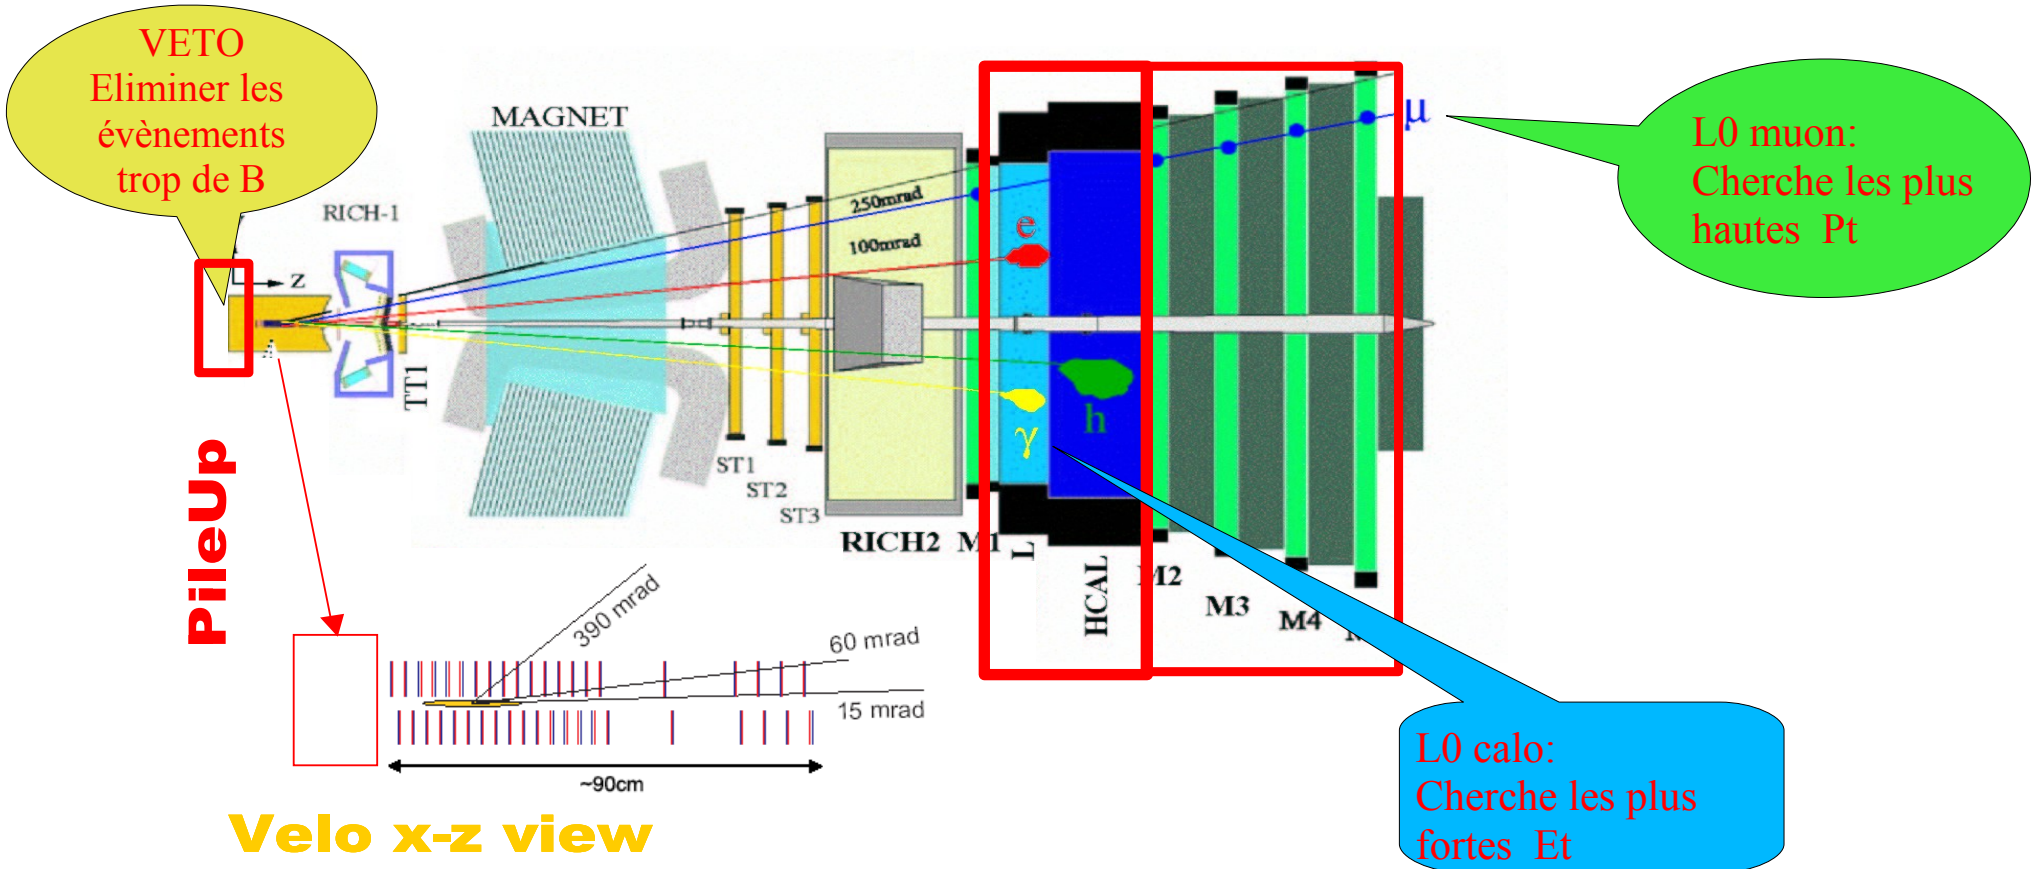 VETO
Eliminer les
évènements
trop de B
MAGNET
RICH-1
z
TT1
250mrad
100mrad
e
γ
h
μ
ST1
ST2
ST3
RICH2
M1
L
HCAL
M2
M3
M4
L0 muon:
Cherche les plus
hautes Pt
L0 calo:
Cherche les plus
fortes Et
PileUp
390 mrad
60 mrad
15 mrad
~90cm
Velo x-z view